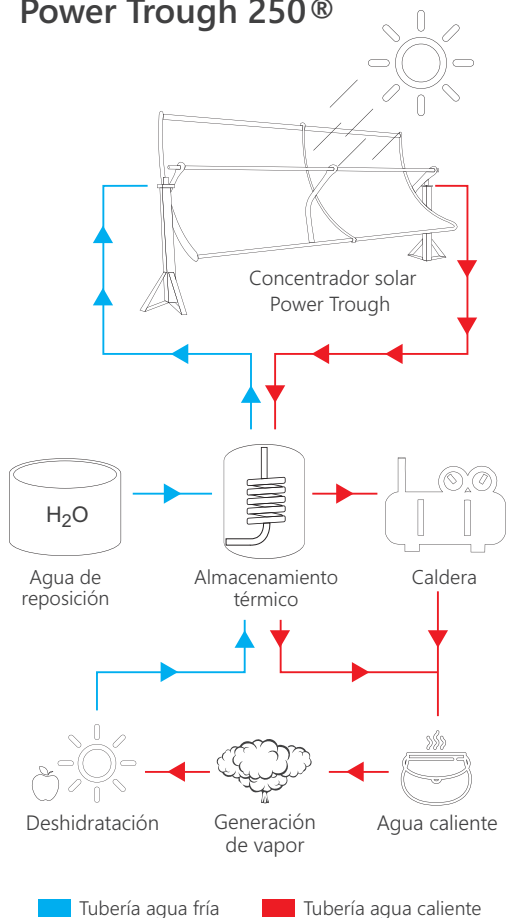 Power Trough 250®
Concentrador solar
Power Trough
H₂O
Agua de
reposición
Almacenamiento
térmico
Caldera
Deshidratación
Generación
de vapor
Agua caliente
Tubería agua fría
Tubería agua caliente